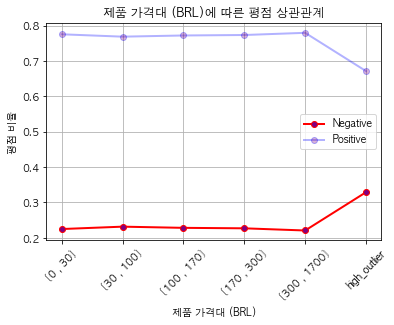 제품 가격대 (BRL)에 따른 평점 상관관계
평점 비율
0.8
0.7
0.6
0.5
0.4
0.3
0.2
Negative
Positive
[0 , 30)
[30 , 100)
[100 , 170)
[170 , 300)
[300 , 1700)
hgh_outlier
제품 가격대 (BRL)